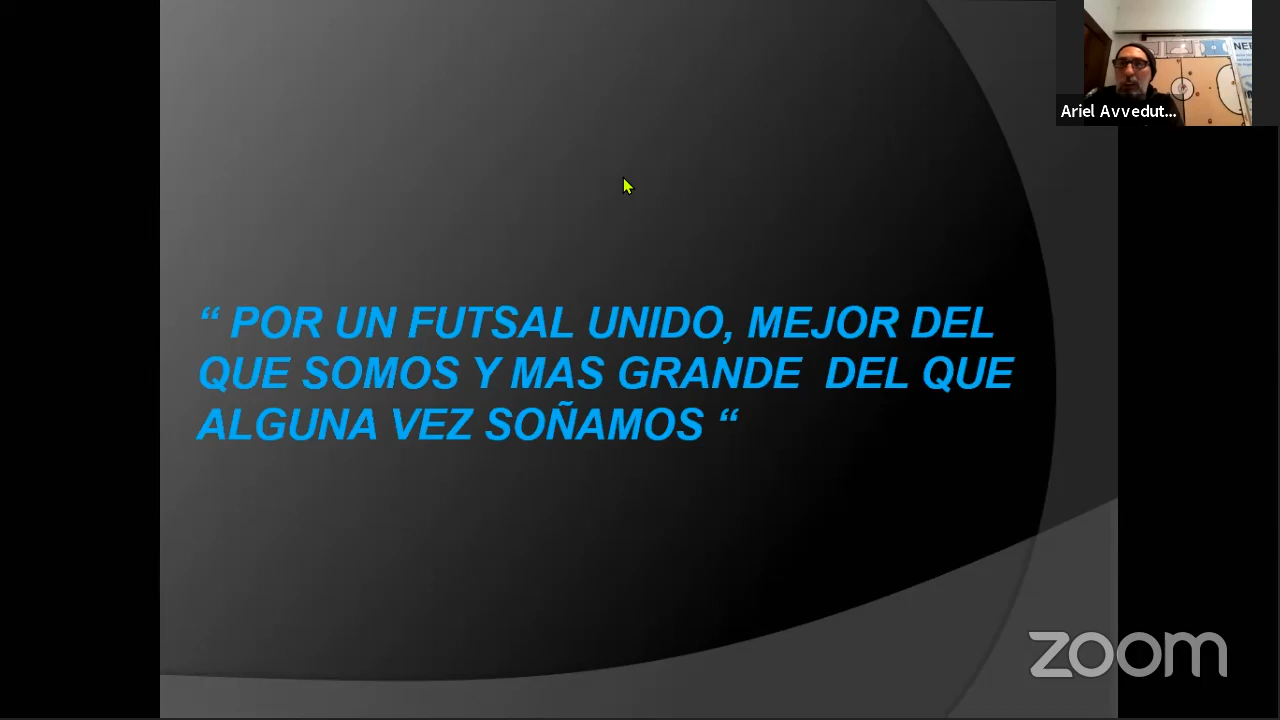 Ariel Avvedut...
“ POR UN FUTSAL UNIDO, MEJOR DEL
QUE SOMOS Y MAS GRANDE  DEL QUE
ALGUNA VEZ SOÑAMOS “
zoom